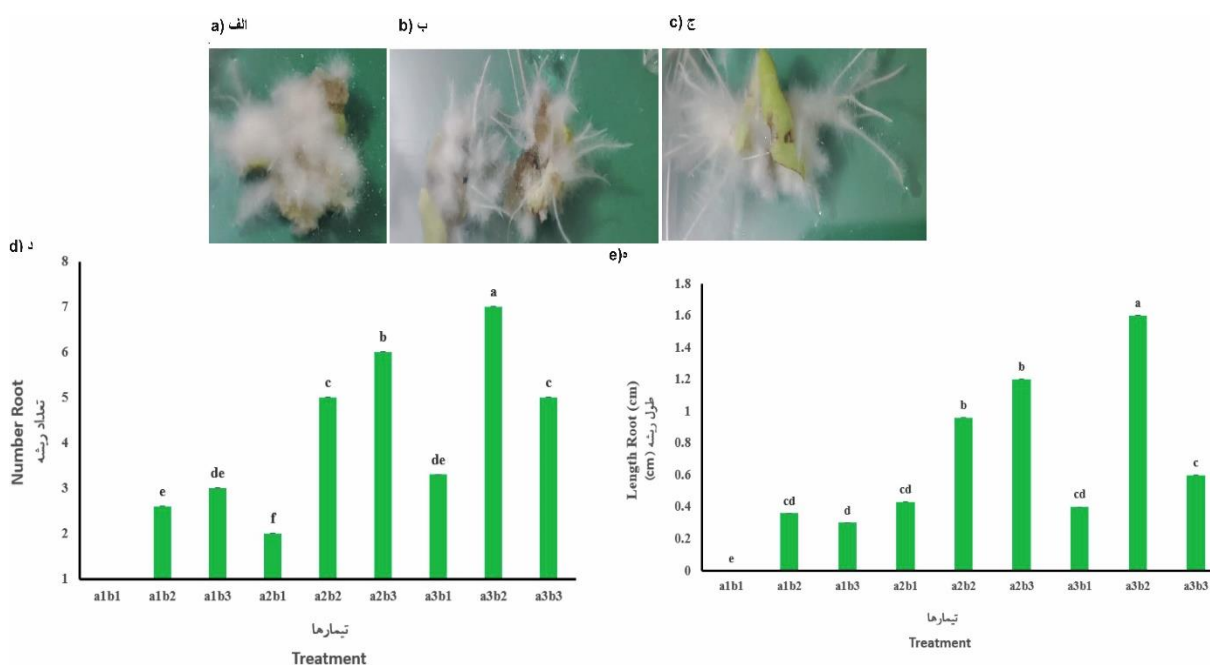 a) الف
b) ب
c) ج
d) د
8
7
6
5
4
3
2
1
Number Root
تعداد ریشه
e
de
f
c
b
de
a
c
a1b1 a1b2 a1b3 a2b1 a2b2 a2b3 a3b1 a3b2 a3b3
تیمارها
Treatment
e) ه
1.8
1.6
1.4
1.2
1
0.8
0.6
0.4
0.2
0
Length Root (cm)
طول ریشه (cm)
e
cd
d
cd
b
b
cd
a
c
a1b1 a1b2 a1b3 a2b1 a2b2 a2b3 a3b1 a3b2 a3b3
تیمارها
Treatment